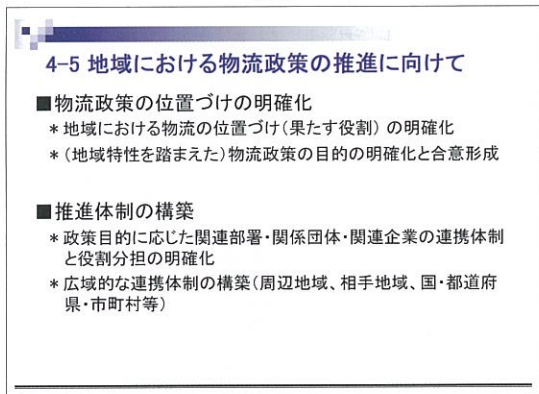 4-5 地域における物流政策の推進に向けて
■物流政策の位置づけの明確化
＊地域における物流の位置づけ(果たす役割) の明確化
＊(地域特性を踏まえた)物流政策の目的の明確化と合意形成
■推進体制の構築
＊政策目的に応じた関連部署・関係団体・関連企業の連携体制
と役割分担の明確化
＊広域的な連携体制の構築(周辺地域、相手地域、国・都道府
県・市町村等)